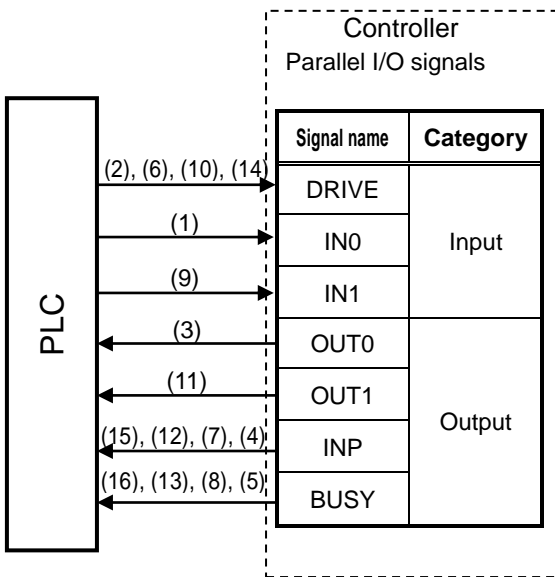 Controller
Parallel I/O signals
Signal name Category
(2), (6), (10), (14) DRIVE
(1) IN0 Input
(9) IN1
PLC
(3) OUT0
(11) OUT1
Output
(15), (12), (7), (4) INP
(16), (13), (8), (5) BUSY